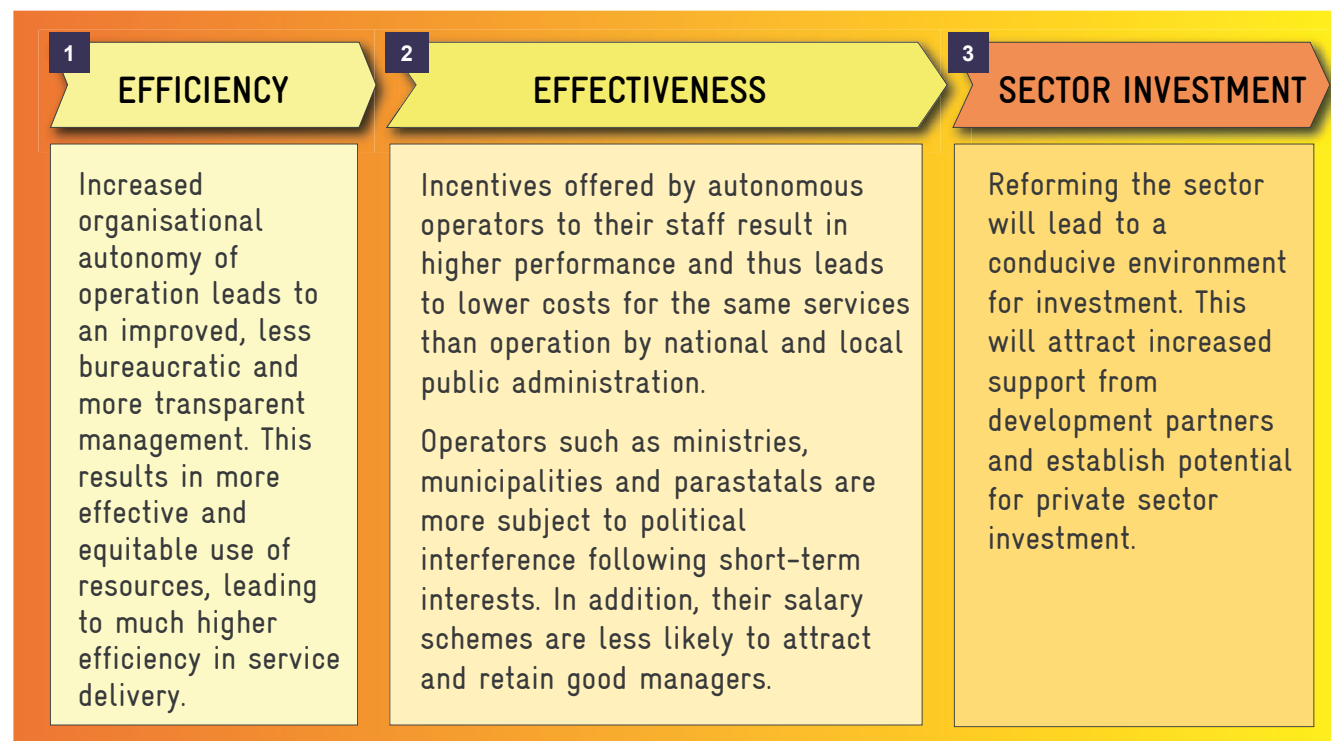 1
EFFICIENCY
Increased
organisational
autonomy of
operation leads to
an improved, less
bureaucratic and
more transparent
management. This
results in more
effective and
equitable use of
resources, leading
to much higher
efficiency in service
delivery.
2
EFFECTIVENESS
Incentives offered by autonomous
operators to their staff result in
higher performance and thus leads
to lower costs for the same services
than operation by national and local
public administration.
Operators such as ministries,
municipalities and parastatals are
more subject to political
interference following short-term
interests. In addition, their salary
schemes are less likely to attract
and retain good managers.
3
SECTOR INVESTMENT
Reforming the sector
will lead to a
conducive environment
for investment. This
will attract increased
support from
development partners
and establish potential
for private sector
investment.